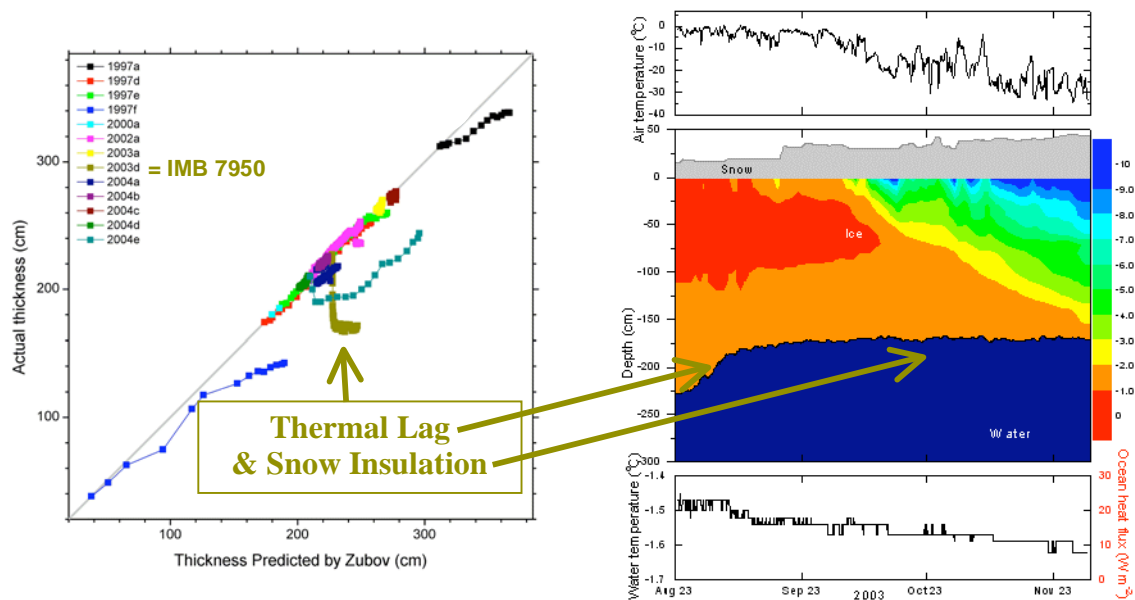 1997a
1997d
1997e
1997f
2000a
2002a
2003a
2003d
2004a
2004b
2004c
2004d
2004e
= IMB 7950
300
200
100
Actual thickness (cm)
100
200
300
Thickness Predicted by Zubov (cm)
Thermal Lag
& Snow Insulation
Air temperature (°C)
0
-10
-20
-30
-40
50
0
-50
-100
-150
-200
-250
-300
Depth (cm)
Snow
Ice
Water
-10
-9.0
-8.0
-7.0
-6.0
-5.0
-4.0
-3.0
-2.0
-1.0
0
Water temperature (°C)
-1.4
-1.5
-1.6
-1.7
30
20
10
0
Ocean heat flux (W m⁻²)
Aug 23
Sep 23
Oct 23
Nov 23
2003